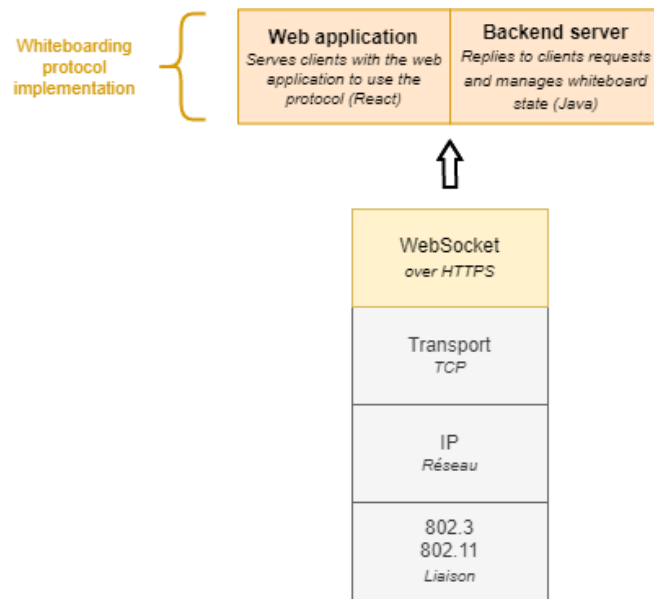 Whiteboarding
protocol
implementation
Web application
Serves clients with the web
application to use the
protocol (React)
Backend server
Replies to clients requests
and manages whiteboard
state (Java)
WebSocket
over HTTPS
Transport
TCP
IP
Réseau
802.3
802.11
Liaison